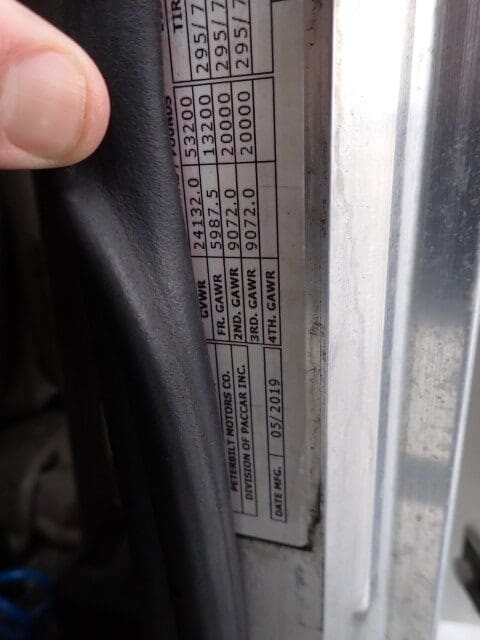 POUNDS TIR
GVWR 24132.0 53200
FR. GAWR 5987.5 13200 295/7
2ND. GAWR 9072.0 20000 295/7
3RD. GAWR 9072.0 20000 295/7
4TH. GAWR
PETERBILT MOTORS CO.
DIVISION OF PACCAR INC.
DATE MFG. 05/2019